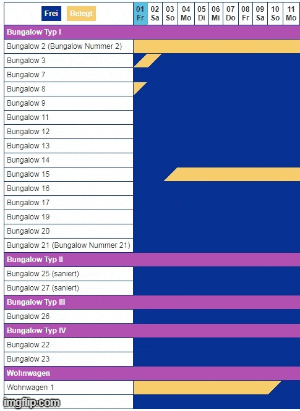 Frei Belegt
01 02 03 04 05 06 07 08 09 10 11
Fr Sa So Mo Di Mi Do Fr Sa So Mo
Bungalow Typ I
Bungalow 2 (Bungalow Nummer 2)
Bungalow 3
Bungalow 7
Bungalow 8
Bungalow 9
Bungalow 11
Bungalow 12
Bungalow 13
Bungalow 14
Bungalow 15
Bungalow 16
Bungalow 17
Bungalow 19
Bungalow 20
Bungalow 21 (Bungalow Nummer 21)
Bungalow Typ II
Bungalow 25 (saniert)
Bungalow 27 (saniert)
Bungalow Typ III
Bungalow 26
Bungalow Typ IV
Bungalow 22
Bungalow 23
Wohnwagen
Wohnwagen 1
imgflip.com